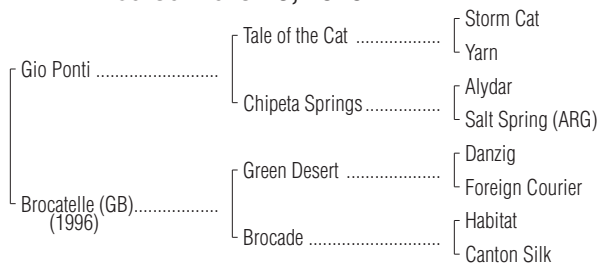 Storm Cat
Tale of the Cat ..................
Yarn
Gio Ponti ..........................
Alydar
Chipeta Springs ................
Salt Spring (ARG)
Danzig
Green Desert ....................
Foreign Courier
Brocatelle (GB)..................
(1996)
Habitat
Brocade ............................
Canton Silk